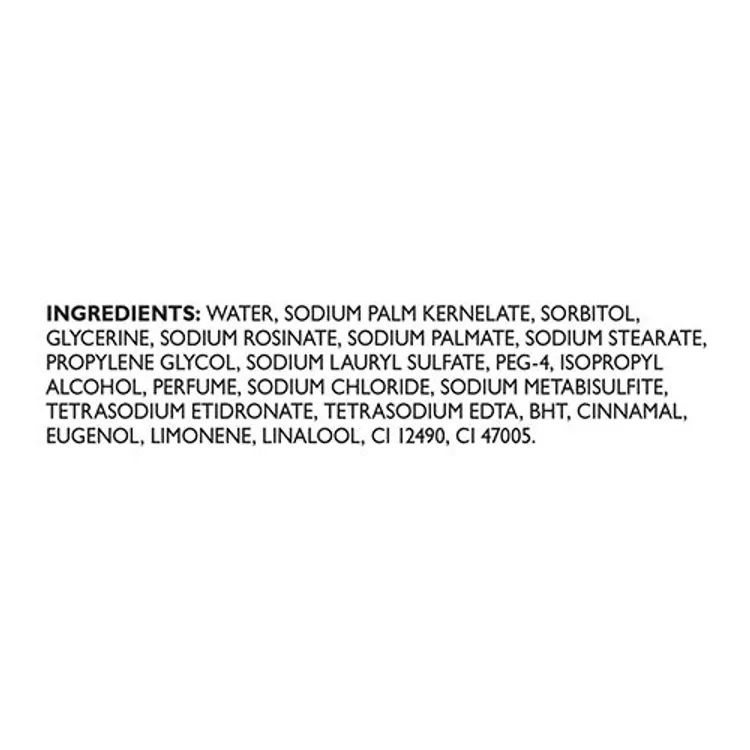 INGREDIENTS: WATER, SODIUM PALM KERNELATE, SORBITOL,
GLYCERINE, SODIUM ROSINATE, SODIUM PALMATE, SODIUM STEARATE,
PROPYLENE GLYCOL, SODIUM LAURYL SULFATE, PEG-4, ISOPROPYL
ALCOHOL, PERFUME, SODIUM CHLORIDE, SODIUM METABISULFITE,
TETRASODIUM ETIDRONATE, TETRASODIUM EDTA, BHT, CINNAMAL,
EUGENOL, LIMONENE, LINALOOL, CI 12490, CI 47005.